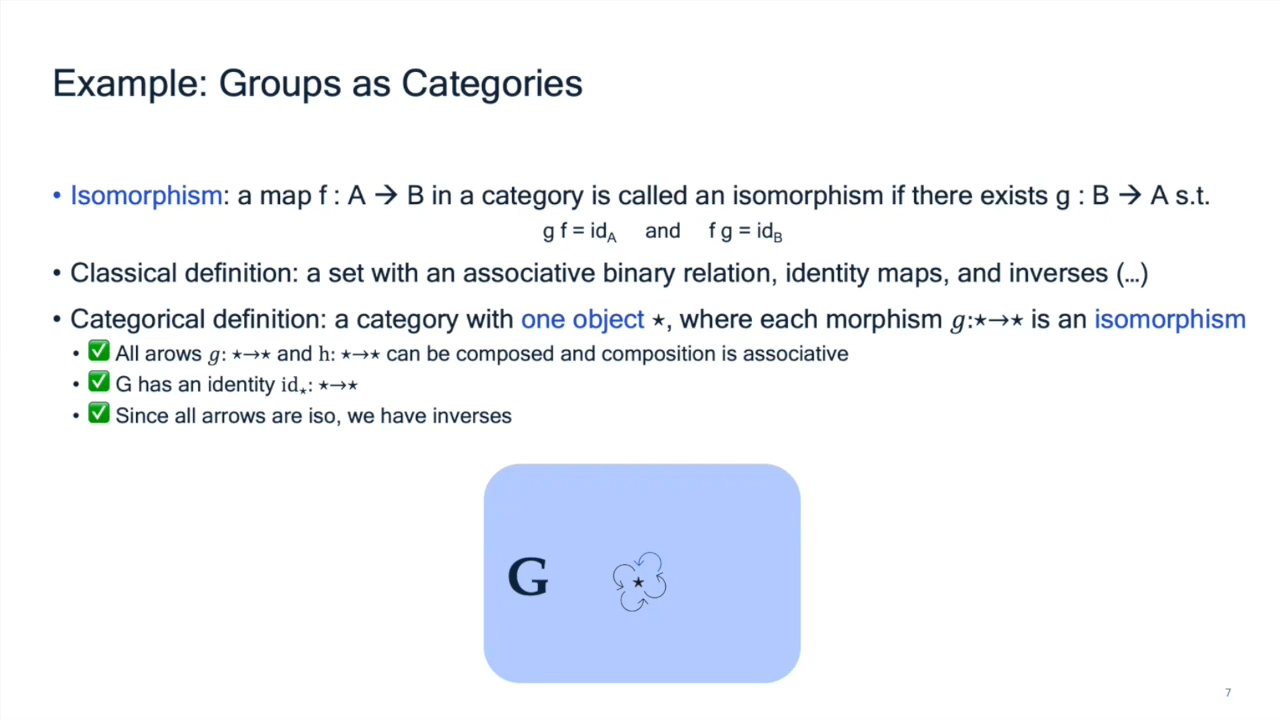 Example: Groups as Categories
• Isomorphism: a map f : A → B in a category is called an isomorphism if there exists g : B → A s.t.
g f = id_A and f g = id_B
• Classical definition: a set with an associative binary relation, identity maps, and inverses (...)
• Categorical definition: a category with one object ⋆, where each morphism g:⋆→⋆ is an isomorphism
• ✅ All arows g: ⋆→⋆ and h: ⋆→⋆ can be composed and composition is associative
• ✅ G has an identity id⋆: ⋆→⋆
• ✅ Since all arrows are iso, we have inverses
G ⋆
7